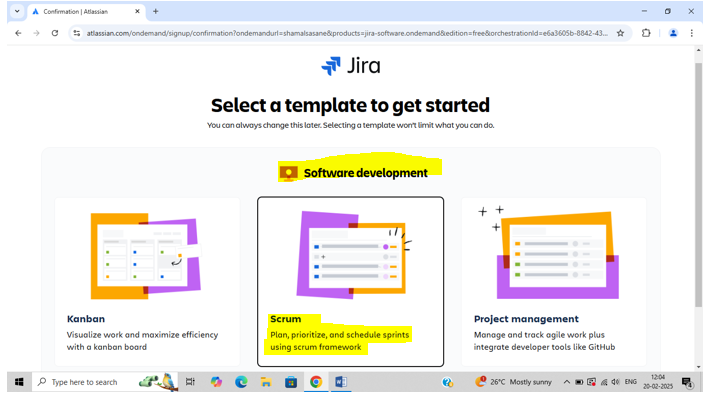 Confirmation | Atlassian
atlassian.com/ondemand/signup/confirmation?ondemandurl=shamalsasane&products=jira-software.ondemand&edition=free&orchestrationId=e6a3605b-8842-43...
Jira
Select a template to get started
You can always change this later. Selecting a template won't limit what you can do.
Software development
Kanban
Visualize work and maximize efficiency
with a kanban board
Scrum
Plan, prioritize, and schedule sprints
using scrum framework
Project management
Manage and track agile work plus
integrate developer tools like GitHub
Type here to search
26°C Mostly sunny
ENG
12:04
20-02-2025